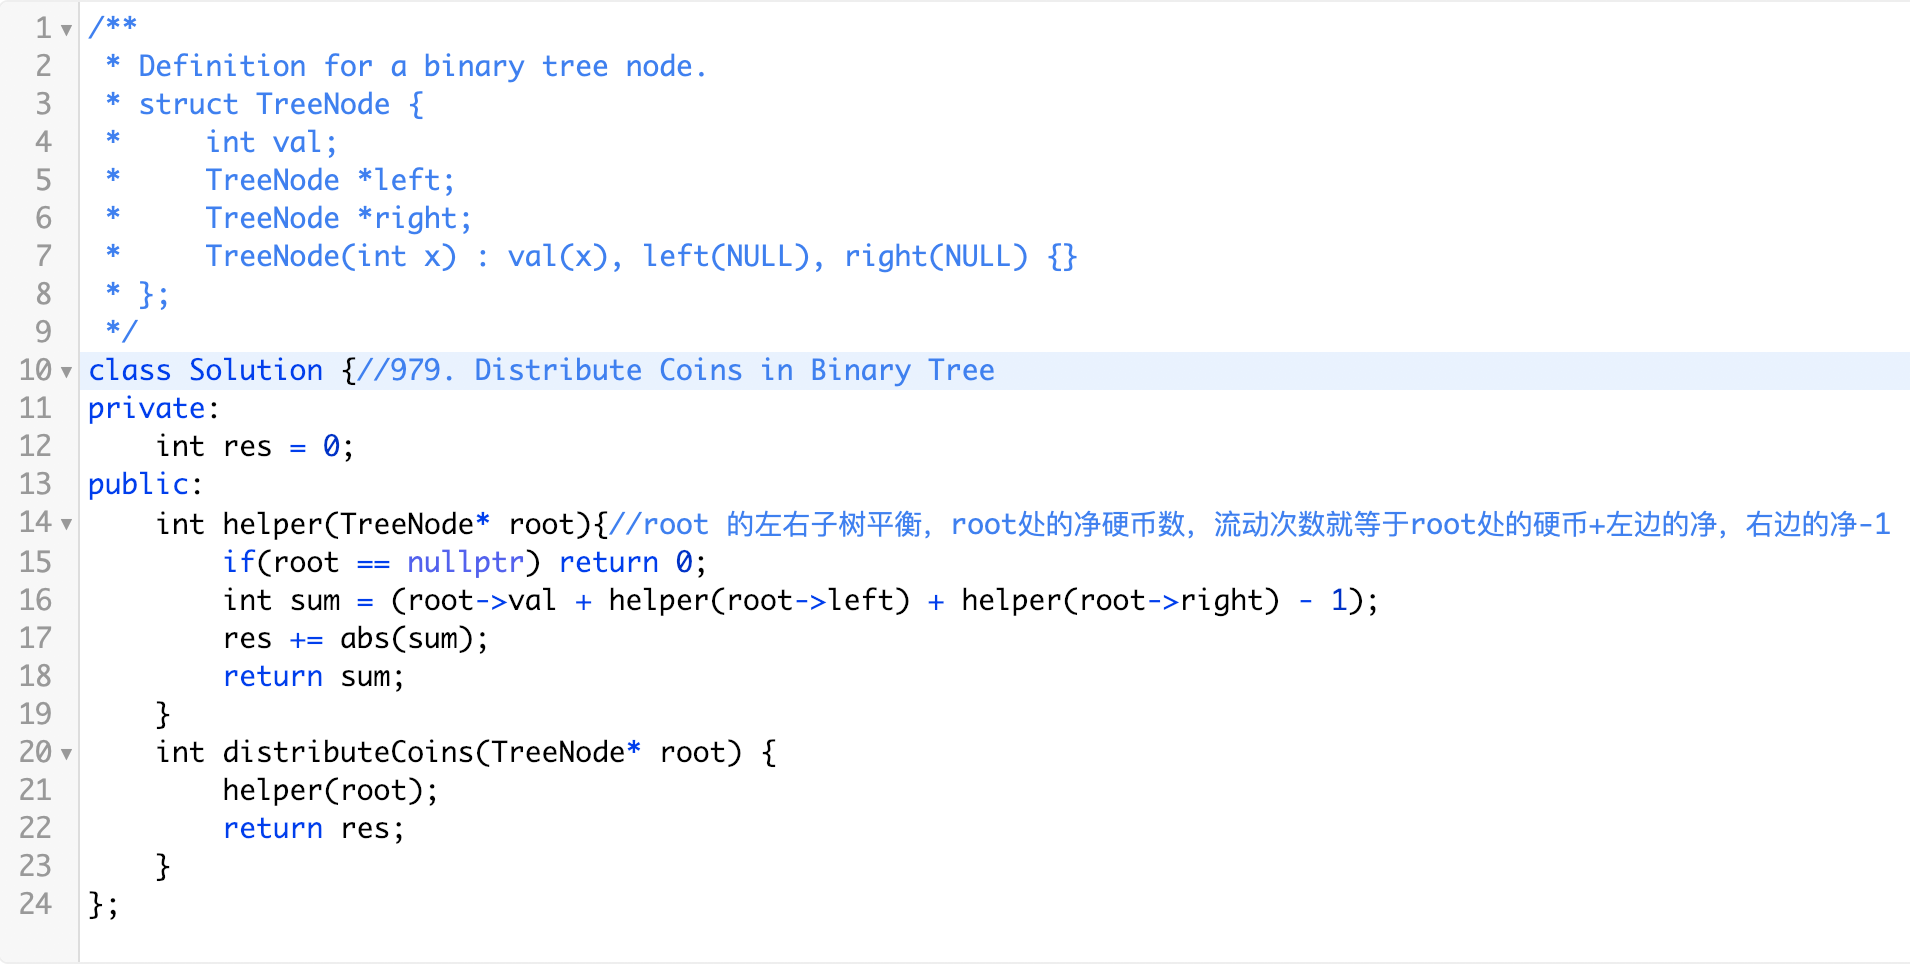 1 /**
2  * Definition for a binary tree node.
3  * struct TreeNode {
4  *     int val;
5  *     TreeNode *left;
6  *     TreeNode *right;
7  *     TreeNode(int x) : val(x), left(NULL), right(NULL) {}
8  * };
9  */
10 class Solution {//979. Distribute Coins in Binary Tree
11 private:
12     int res = 0;
13 public:
14     int helper(TreeNode* root){//root 的左右子树平衡，root处的净硬币数，流动次数就等于root处的硬币+左边的净，右边的净-1
15         if(root == nullptr) return 0;
16         int sum = (root->val + helper(root->left) + helper(root->right) - 1);
17         res += abs(sum);
18         return sum;
19     }
20     int distributeCoins(TreeNode* root) {
21         helper(root);
22         return res;
23     }
24 };